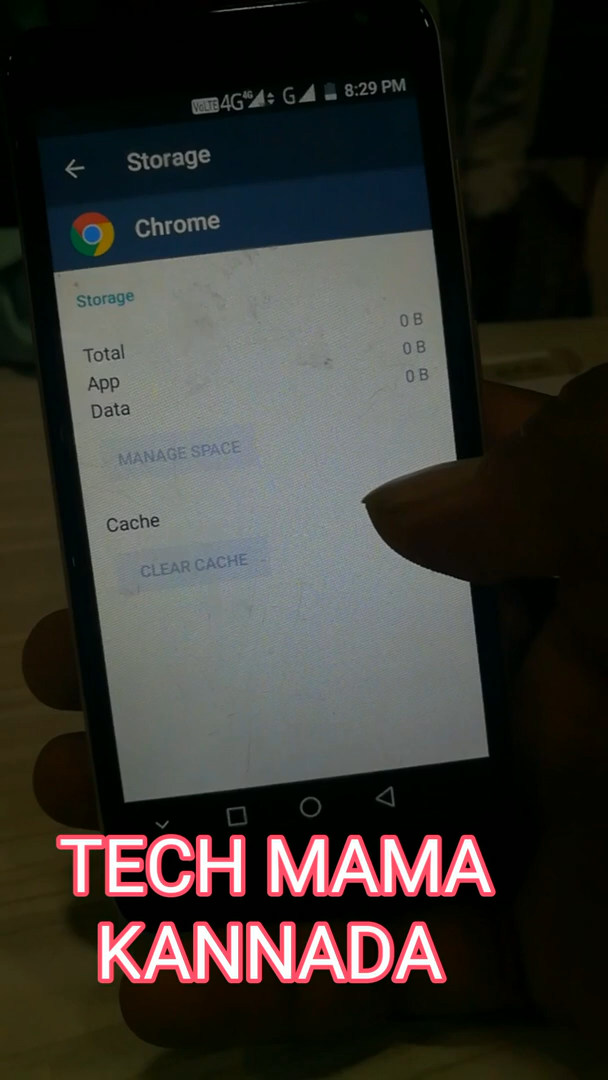 VoLTE 4G 4G G 8:29 PM
Storage
Chrome
Storage
Total 0 B
App 0 B
Data 0 B
MANAGE SPACE
Cache
CLEAR CACHE
TECH MAMA
KANNADA